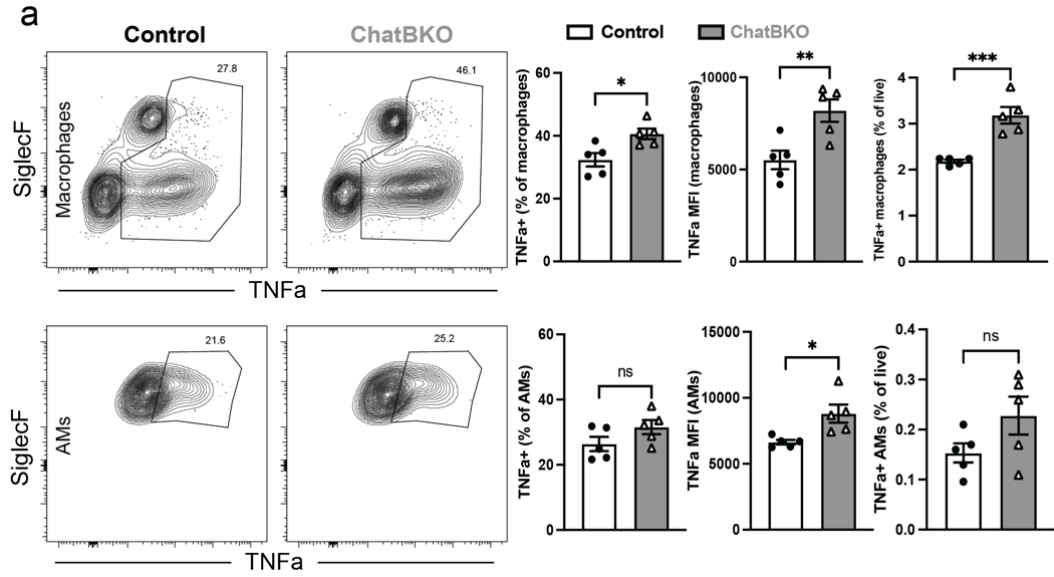 a
Control
ChatBKO
Control
ChatBKO
SiglecF
Macrophages
27.8
46.1
TNFa
TNFa+ (% of macrophages)
60
40
20
0
*
TNFa MFI (macrophages)
10000
5000
0
**
TNFa+ macrophages (% of live)
4
3
2
1
0
***
SiglecF
AMs
21.6
25.2
TNFa
TNFa+ (% of AMs)
60
40
20
0
ns
TNFa MFI (AMs)
15000
10000
5000
0
*
TNFa+ AMs (% of live)
0.4
0.3
0.2
0.1
0.0
ns